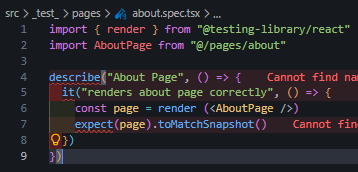 src > _test_ > pages > about.spec.tsx > ...
1 import { render } from "@testing-library/react"
2 import AboutPage from "@/pages/about"
3
4 describe("About Page", () => { Cannot find nam
5 it("renders about page correctly", () => {
6 const page = render (<AboutPage />)
7 expect(page).toMatchSnapshot() Cannot find
8 })
9 })